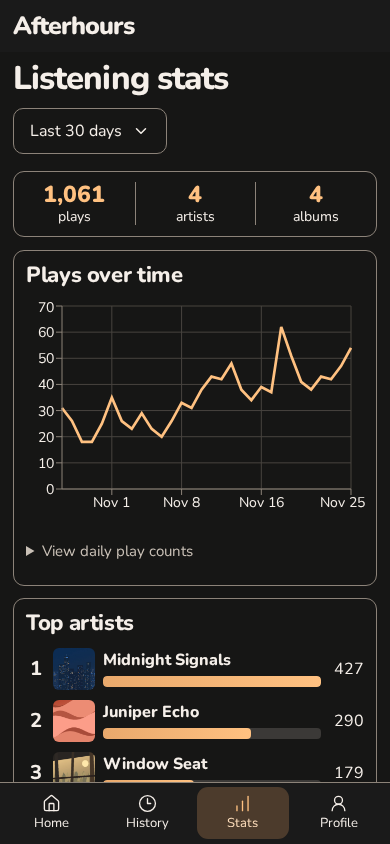 Afterhours
Listening stats
Last 30 days
1,061
plays
4
artists
4
albums
Plays over time
70
60
50
40
30
20
10
0
Nov 1 Nov 8 Nov 16 Nov 25
View daily play counts
Top artists
1 Midnight Signals 427
2 Juniper Echo 290
3 Window Seat 179
Home History Stats Profile